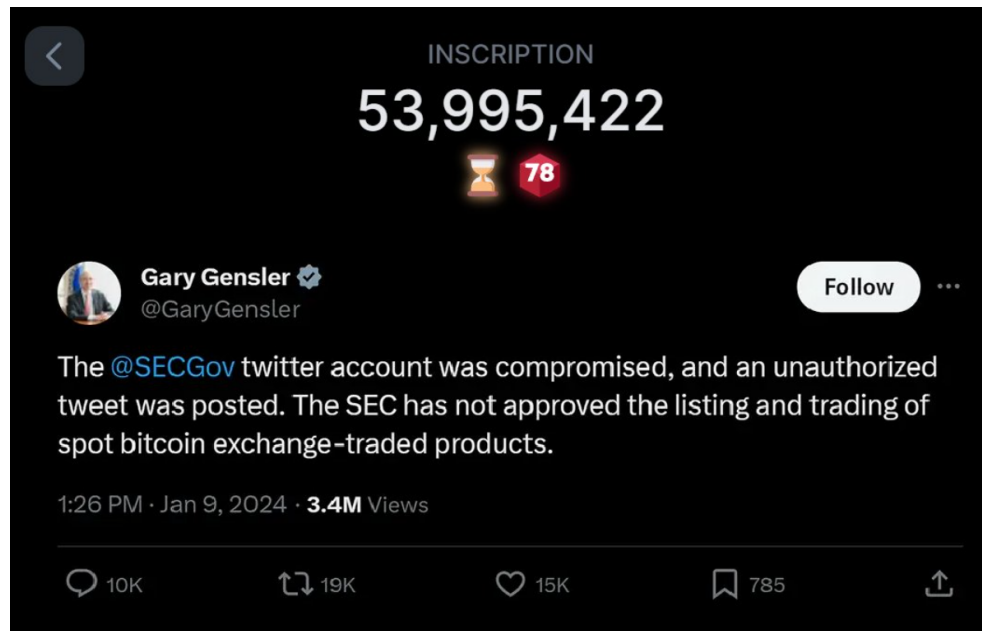 INSCRIPTION
53,995,422
78
Gary Gensler
@GaryGensler
Follow
The @SECGov twitter account was compromised, and an unauthorized
tweet was posted. The SEC has not approved the listing and trading of
spot bitcoin exchange-traded products.
1:26 PM · Jan 9, 2024 · 3.4M Views
10K 19K 15K 785